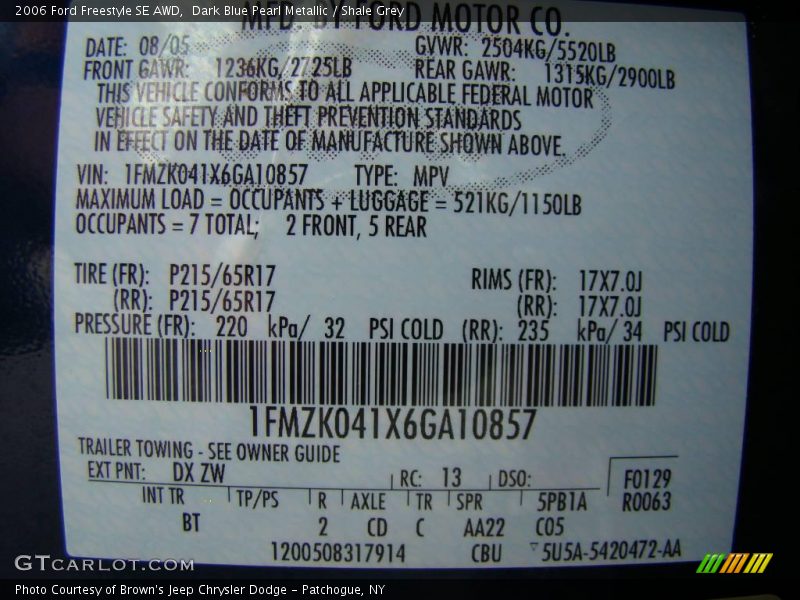 2006 Ford Freestyle SE AWD, Dark Blue Pearl Metallic / Shale Grey
MFD. BY FORD MOTOR CO.
DATE: 08/05 GVWR: 2504KG/5520LB
FRONT GAWR: 1236KG/2725LB REAR GAWR: 1315KG/2900LB
THIS VEHICLE CONFORMS TO ALL APPLICABLE FEDERAL MOTOR
VEHICLE SAFETY AND THEFT PREVENTION STANDARDS
IN EFFECT ON THE DATE OF MANUFACTURE SHOWN ABOVE.
VIN: 1FMZK041X6GA10857 TYPE: MPV
MAXIMUM LOAD = OCCUPANTS + LUGGAGE = 521KG/1150LB
OCCUPANTS = 7 TOTAL; 2 FRONT, 5 REAR
TIRE (FR): P215/65R17 RIMS (FR): 17X7.0J
(RR): P215/65R17 (RR): 17X7.0J
PRESSURE (FR): 220 kPa/ 32 PSI COLD (RR): 235 kPa/ 34 PSI COLD
1FMZK041X6GA10857
TRAILER TOWING - SEE OWNER GUIDE
EXT PNT: DX ZW RC: 13 DSO: F0129
INT TR TP/PS R AXLE TR SPR 5PB1A R0063
BT 2 CD C AA22 C05
1200508317914 CBU 5U5A-5420472-AA
GTCARLOT.COM
Photo Courtesy of Brown's Jeep Chrysler Dodge - Patchogue, NY